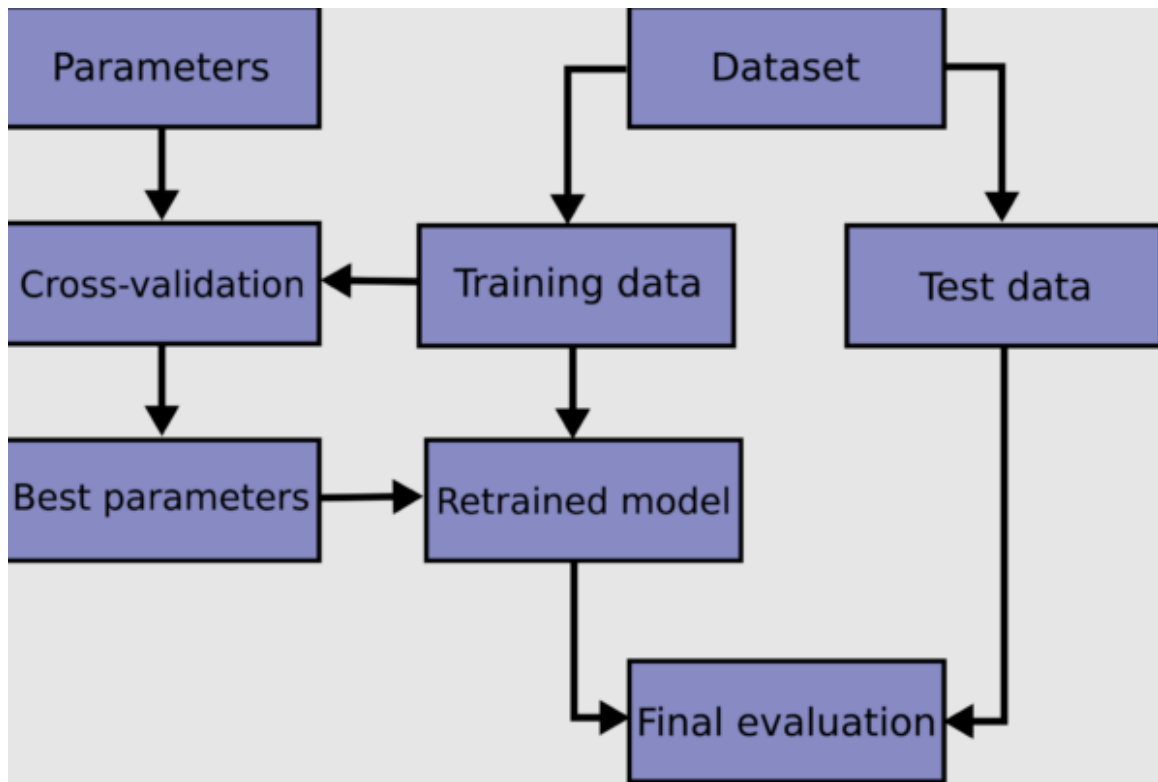 Parameters
Dataset
Cross-validation
Training data
Test data
Best parameters
Retrained model
Final evaluation